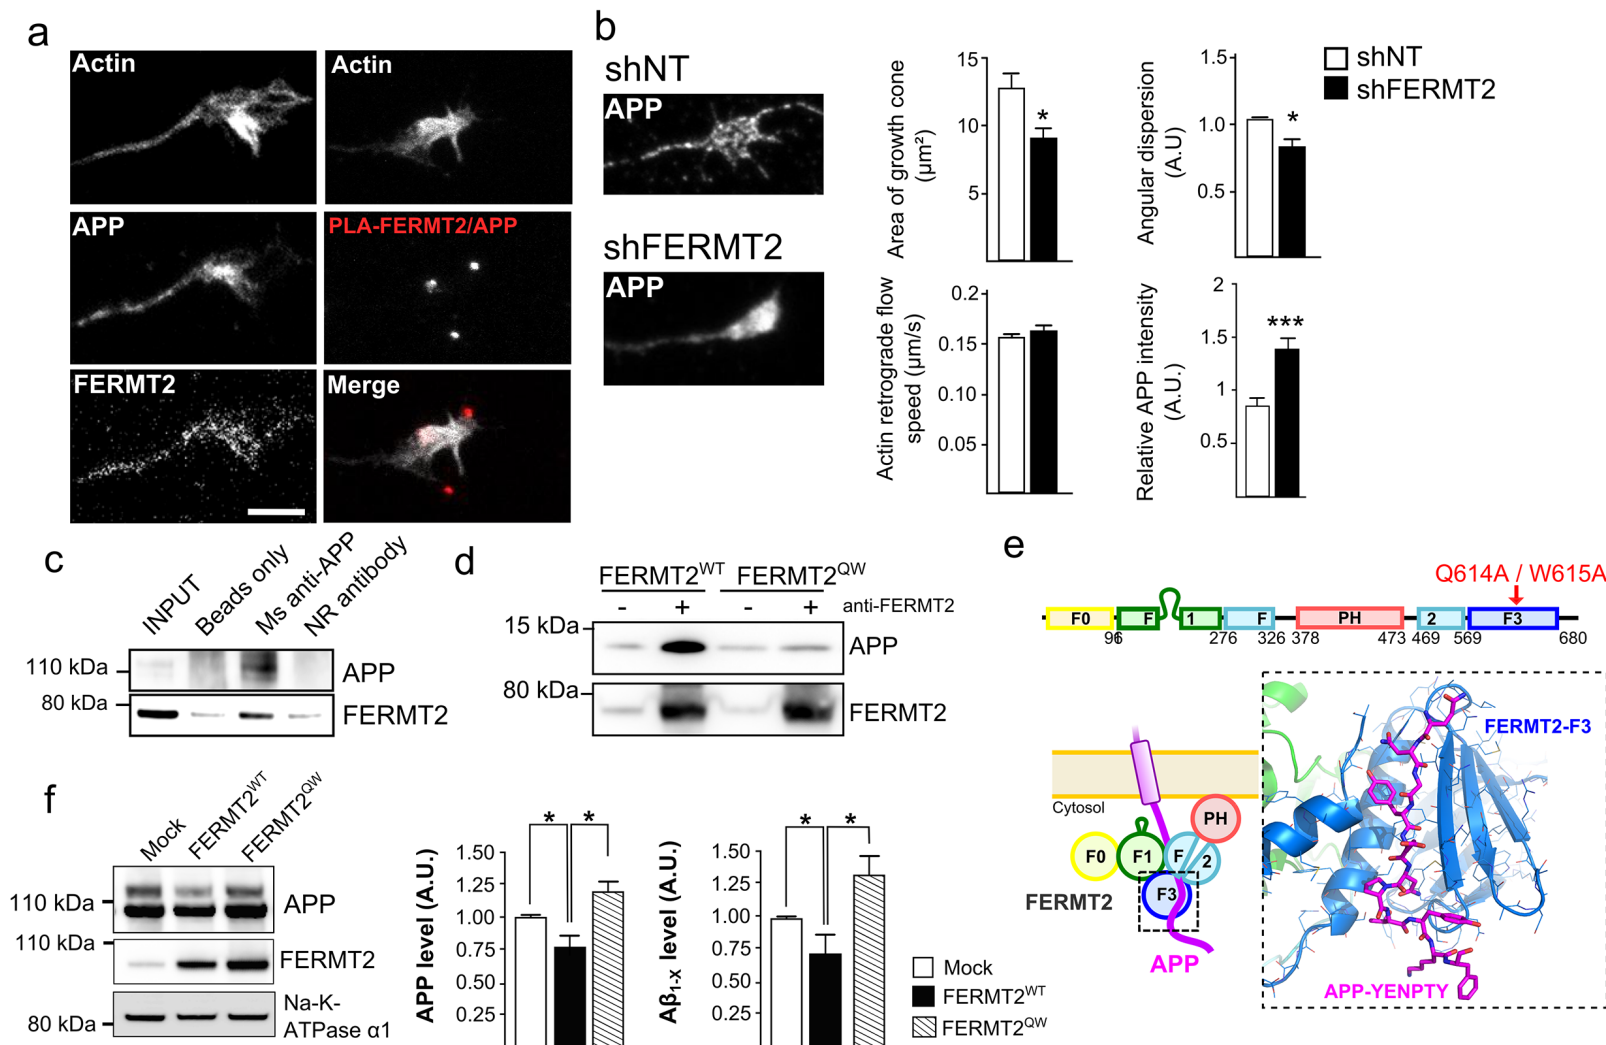 a
Actin
Actin
APP
PLA-FERMT2/APP
FERMT2
Merge
b
shNT
APP
shFERMT2
APP
Area of growth cone
(µm²)
15
10
5
*
Angular dispersion
(A.U)
1.5
1.0
0.5
*
shNT
shFERMT2
Actin retrograde flow
speed (µm/s)
0.2
0.15
0.10
0.05
Relative APP intensity
(A.U.)
2
1.5
1
0.5
***
c
INPUT
Beads only
Ms anti-APP
NR antibody
110 kDa
APP
80 kDa
FERMT2
d
FERMT2WT FERMT2QW
- + - + anti-FERMT2
15 kDa
APP
80 kDa
FERMT2
e
Q614A / W615A
F0 F 1 F PH 2 F3
96 276 326 378 473 469 569 680
Cytosol
PH
F0 F1 F 2
F3
FERMT2
APP
FERMT2-F3
APP-YENPTY
f
Mock
FERMT2WT
FERMT2QW
110 kDa
APP
110 kDa
FERMT2
80 kDa
Na-K-
ATPase α1
APP level (A.U.)
1.50
1.25
1.00
0.75
0.50
0.25
* *
Aβ1-X level (A.U.)
1.50
1.25
1.00
0.75
0.50
0.25
* *
Mock
FERMT2WT
FERMT2QW